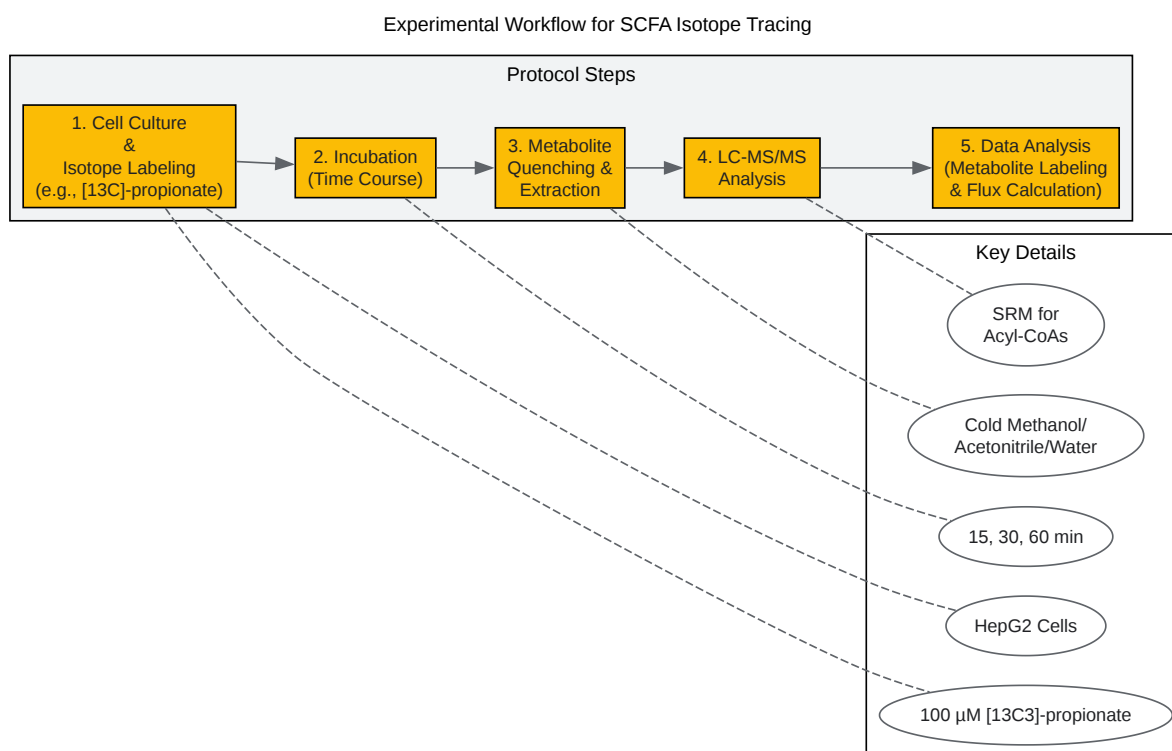 Experimental Workflow for SCFA Isotope Tracing
Protocol Steps
1. Cell Culture
&
Isotope Labeling
(e.g., [13C]-propionate)
2. Incubation
(Time Course)
3. Metabolite
Quenching &
Extraction
4. LC-MS/MS
Analysis
5. Data Analysis
(Metabolite Labeling
& Flux Calculation)
Key Details
SRM for
Acyl-CoAs
Cold Methanol/
Acetonitrile/Water
15, 30, 60 min
HepG2 Cells
100 µM [13C3]-propionate